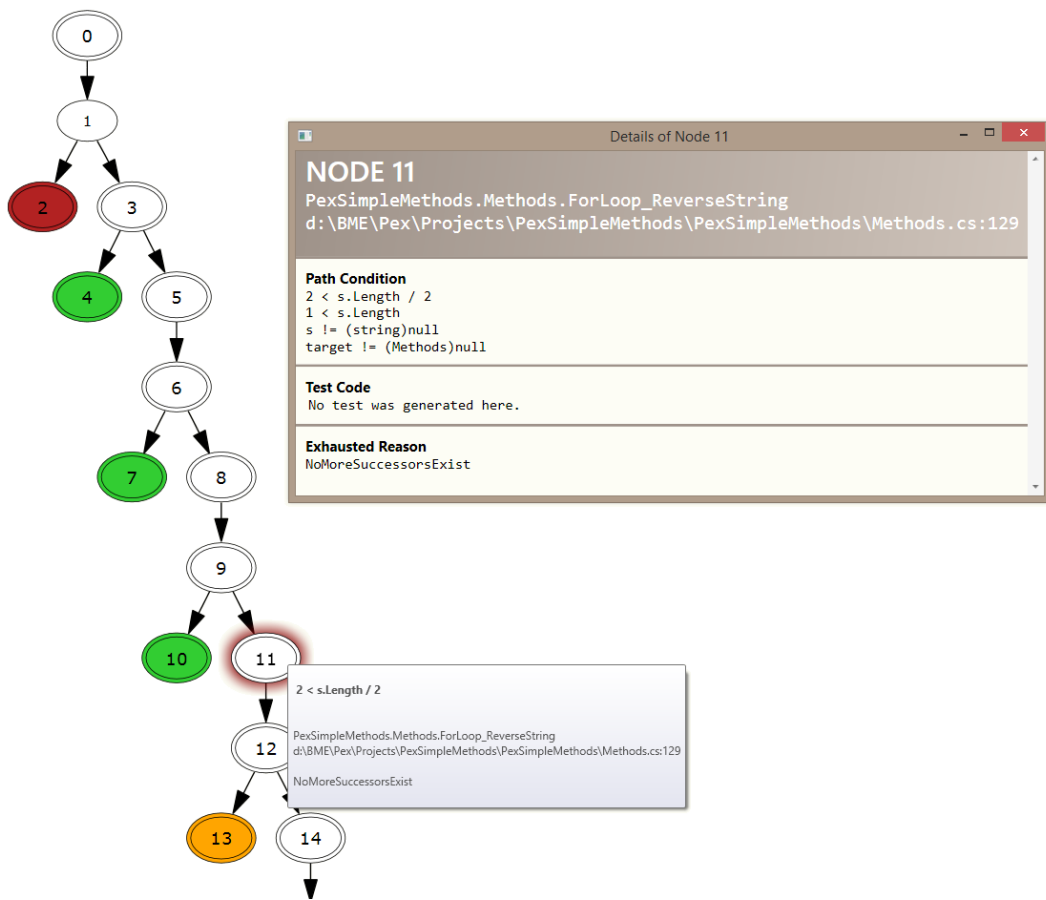 0
1
2
3
4
5
6
7
8
9
10
11
12
13
14
Details of Node 11
NODE 11
PexSimpleMethods.Methods.ForLoop_ReverseString
d:\BME\Pex\Projects\PexSimpleMethods\PexSimpleMethods\Methods.cs:129
Path Condition
2 < s.Length / 2
1 < s.Length
s != (string)null
target != (Methods)null
Test Code
No test was generated here.
Exhausted Reason
NoMoreSuccessorsExist
2 < s.Length / 2
PexSimpleMethods.Methods.ForLoop_ReverseString
d:\BME\Pex\Projects\PexSimpleMethods\PexSimpleMethods\Methods.cs:129
NoMoreSuccessorsExist